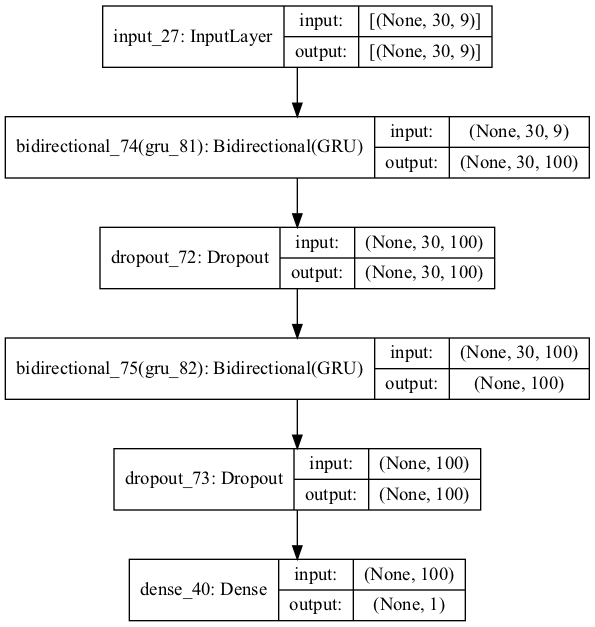 input_27: InputLayer
input: [(None, 30, 9)]
output: [(None, 30, 9)]
bidirectional_74(gru_81): Bidirectional(GRU)
input: (None, 30, 9)
output: (None, 30, 100)
dropout_72: Dropout
input: (None, 30, 100)
output: (None, 30, 100)
bidirectional_75(gru_82): Bidirectional(GRU)
input: (None, 30, 100)
output: (None, 100)
dropout_73: Dropout
input: (None, 100)
output: (None, 100)
dense_40: Dense
input: (None, 100)
output: (None, 1)